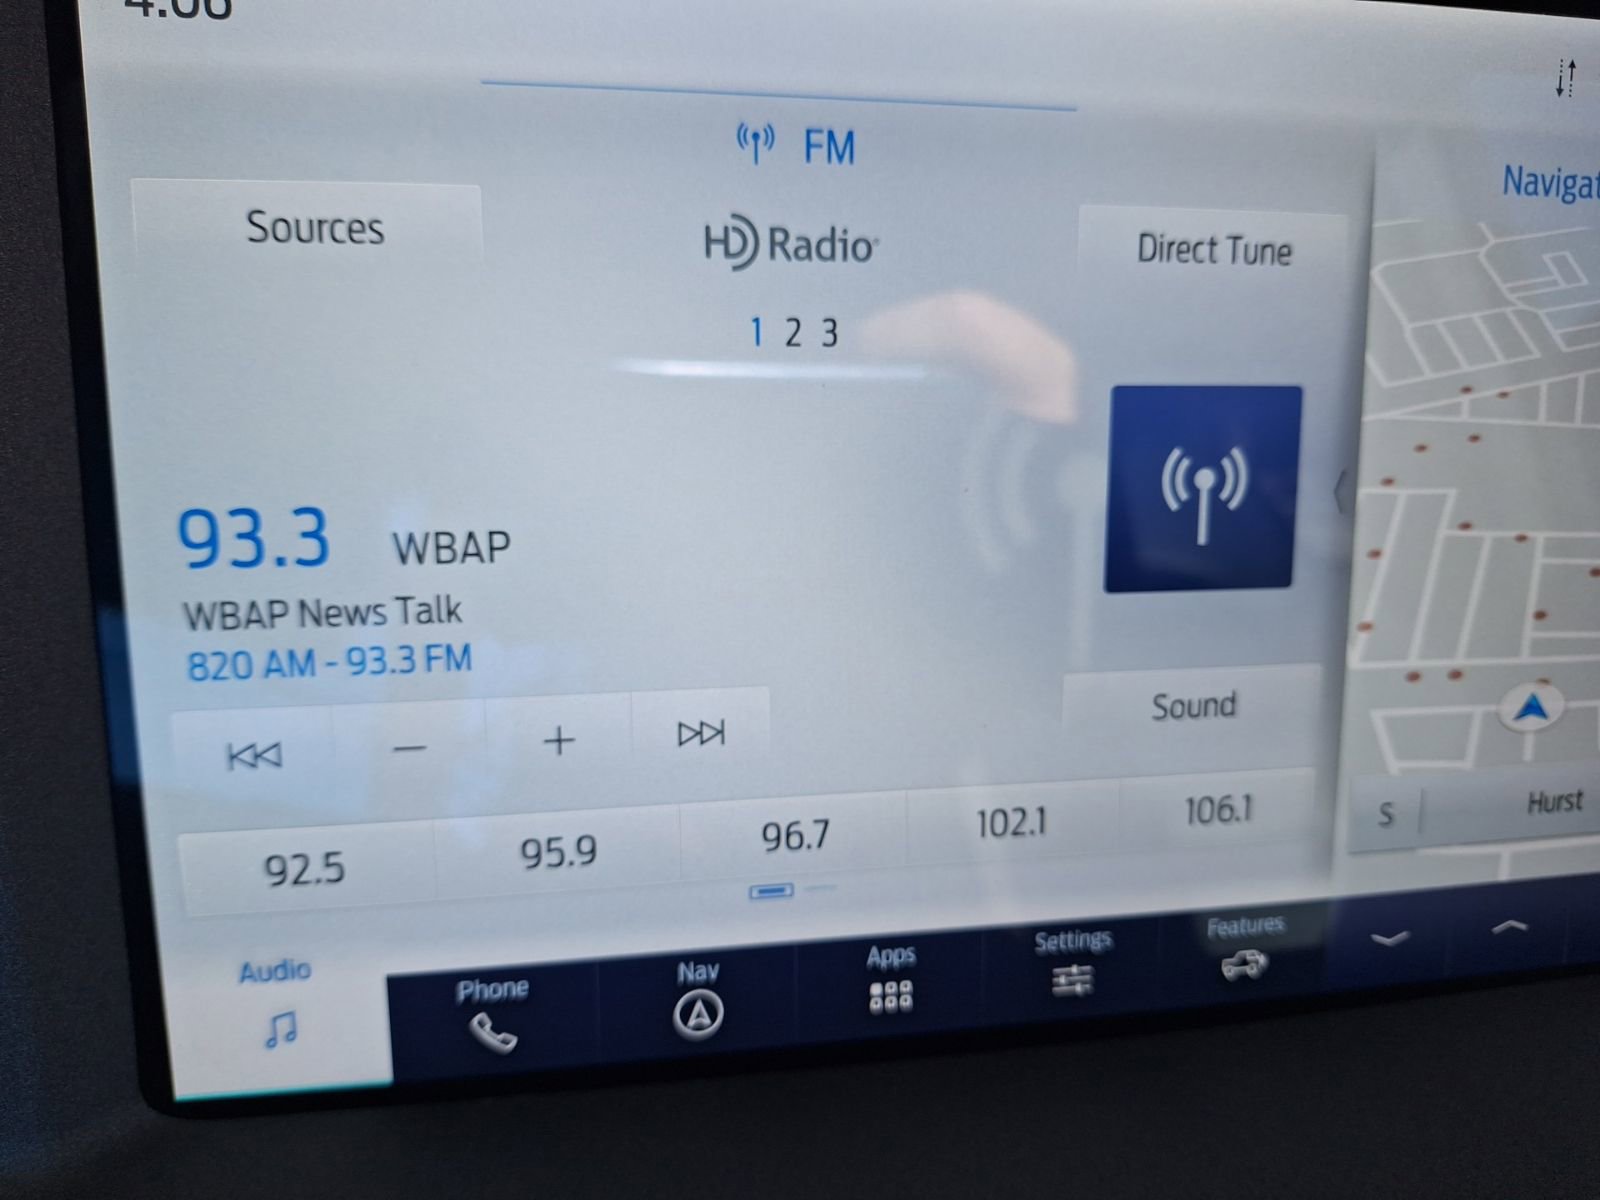 4:06
FM
Navigat
Sources
HD Radio
Direct Tune
1 2 3
93.3 WBAP
WBAP News Talk
820 AM - 93.3 FM
Sound
92.5 95.9 96.7 102.1 106.1
S Hurst
Audio Phone Nav Apps Settings Features